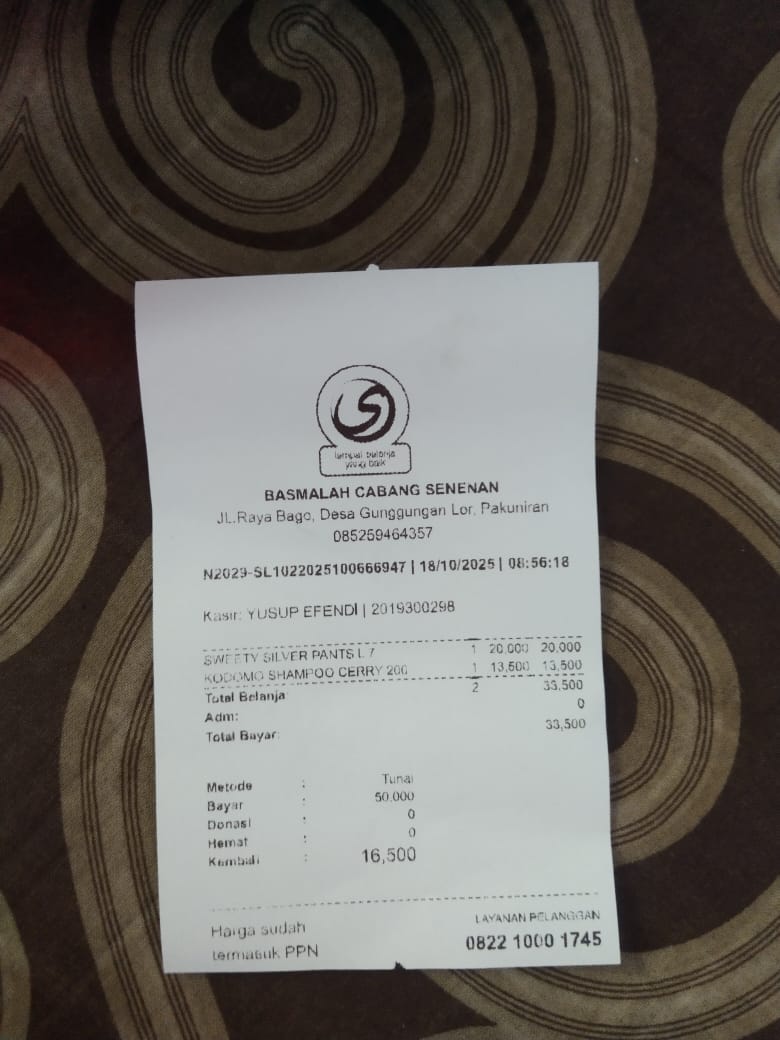 tempat belanja
yang baik
BASMALAH CABANG SENENAN
JL.Raya Bago, Desa Gunggungan Lor, Pakuniran
085259464357
N2029-SL1022025100666947 | 18/10/2025 | 08:56:18
Kasir: YUSUP EFENDI | 2019300298
SWEETY SILVER PANTS L 7 1 20,000 20,000
KODOMO SHAMPOO CERRY 200 1 13,500 13,500
Total Belanja: 2 33,500
Adm: 0
Total Bayar: 33,500
Metode : Tunai
Bayar : 50,000
Donasi : 0
Hemat : 0
Kembali : 16,500
Harga sudah
termasuk PPN
LAYANAN PELANGGAN
0822 1000 1745